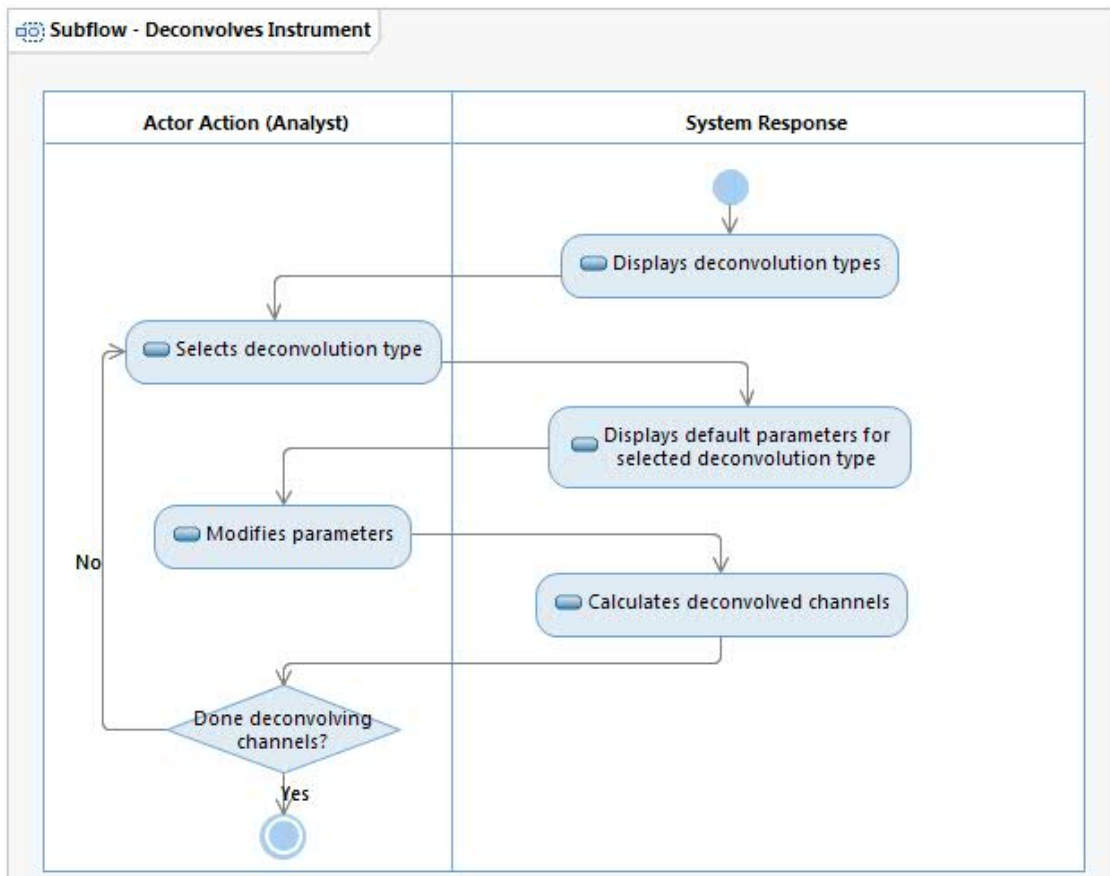 Subflow - Deconvolves Instrument
Actor Action (Analyst)
System Response
Displays deconvolution types
Selects deconvolution type
Displays default parameters for
selected deconvolution type
Modifies parameters
No
Calculates deconvolved channels
Done deconvolving
channels?
Yes